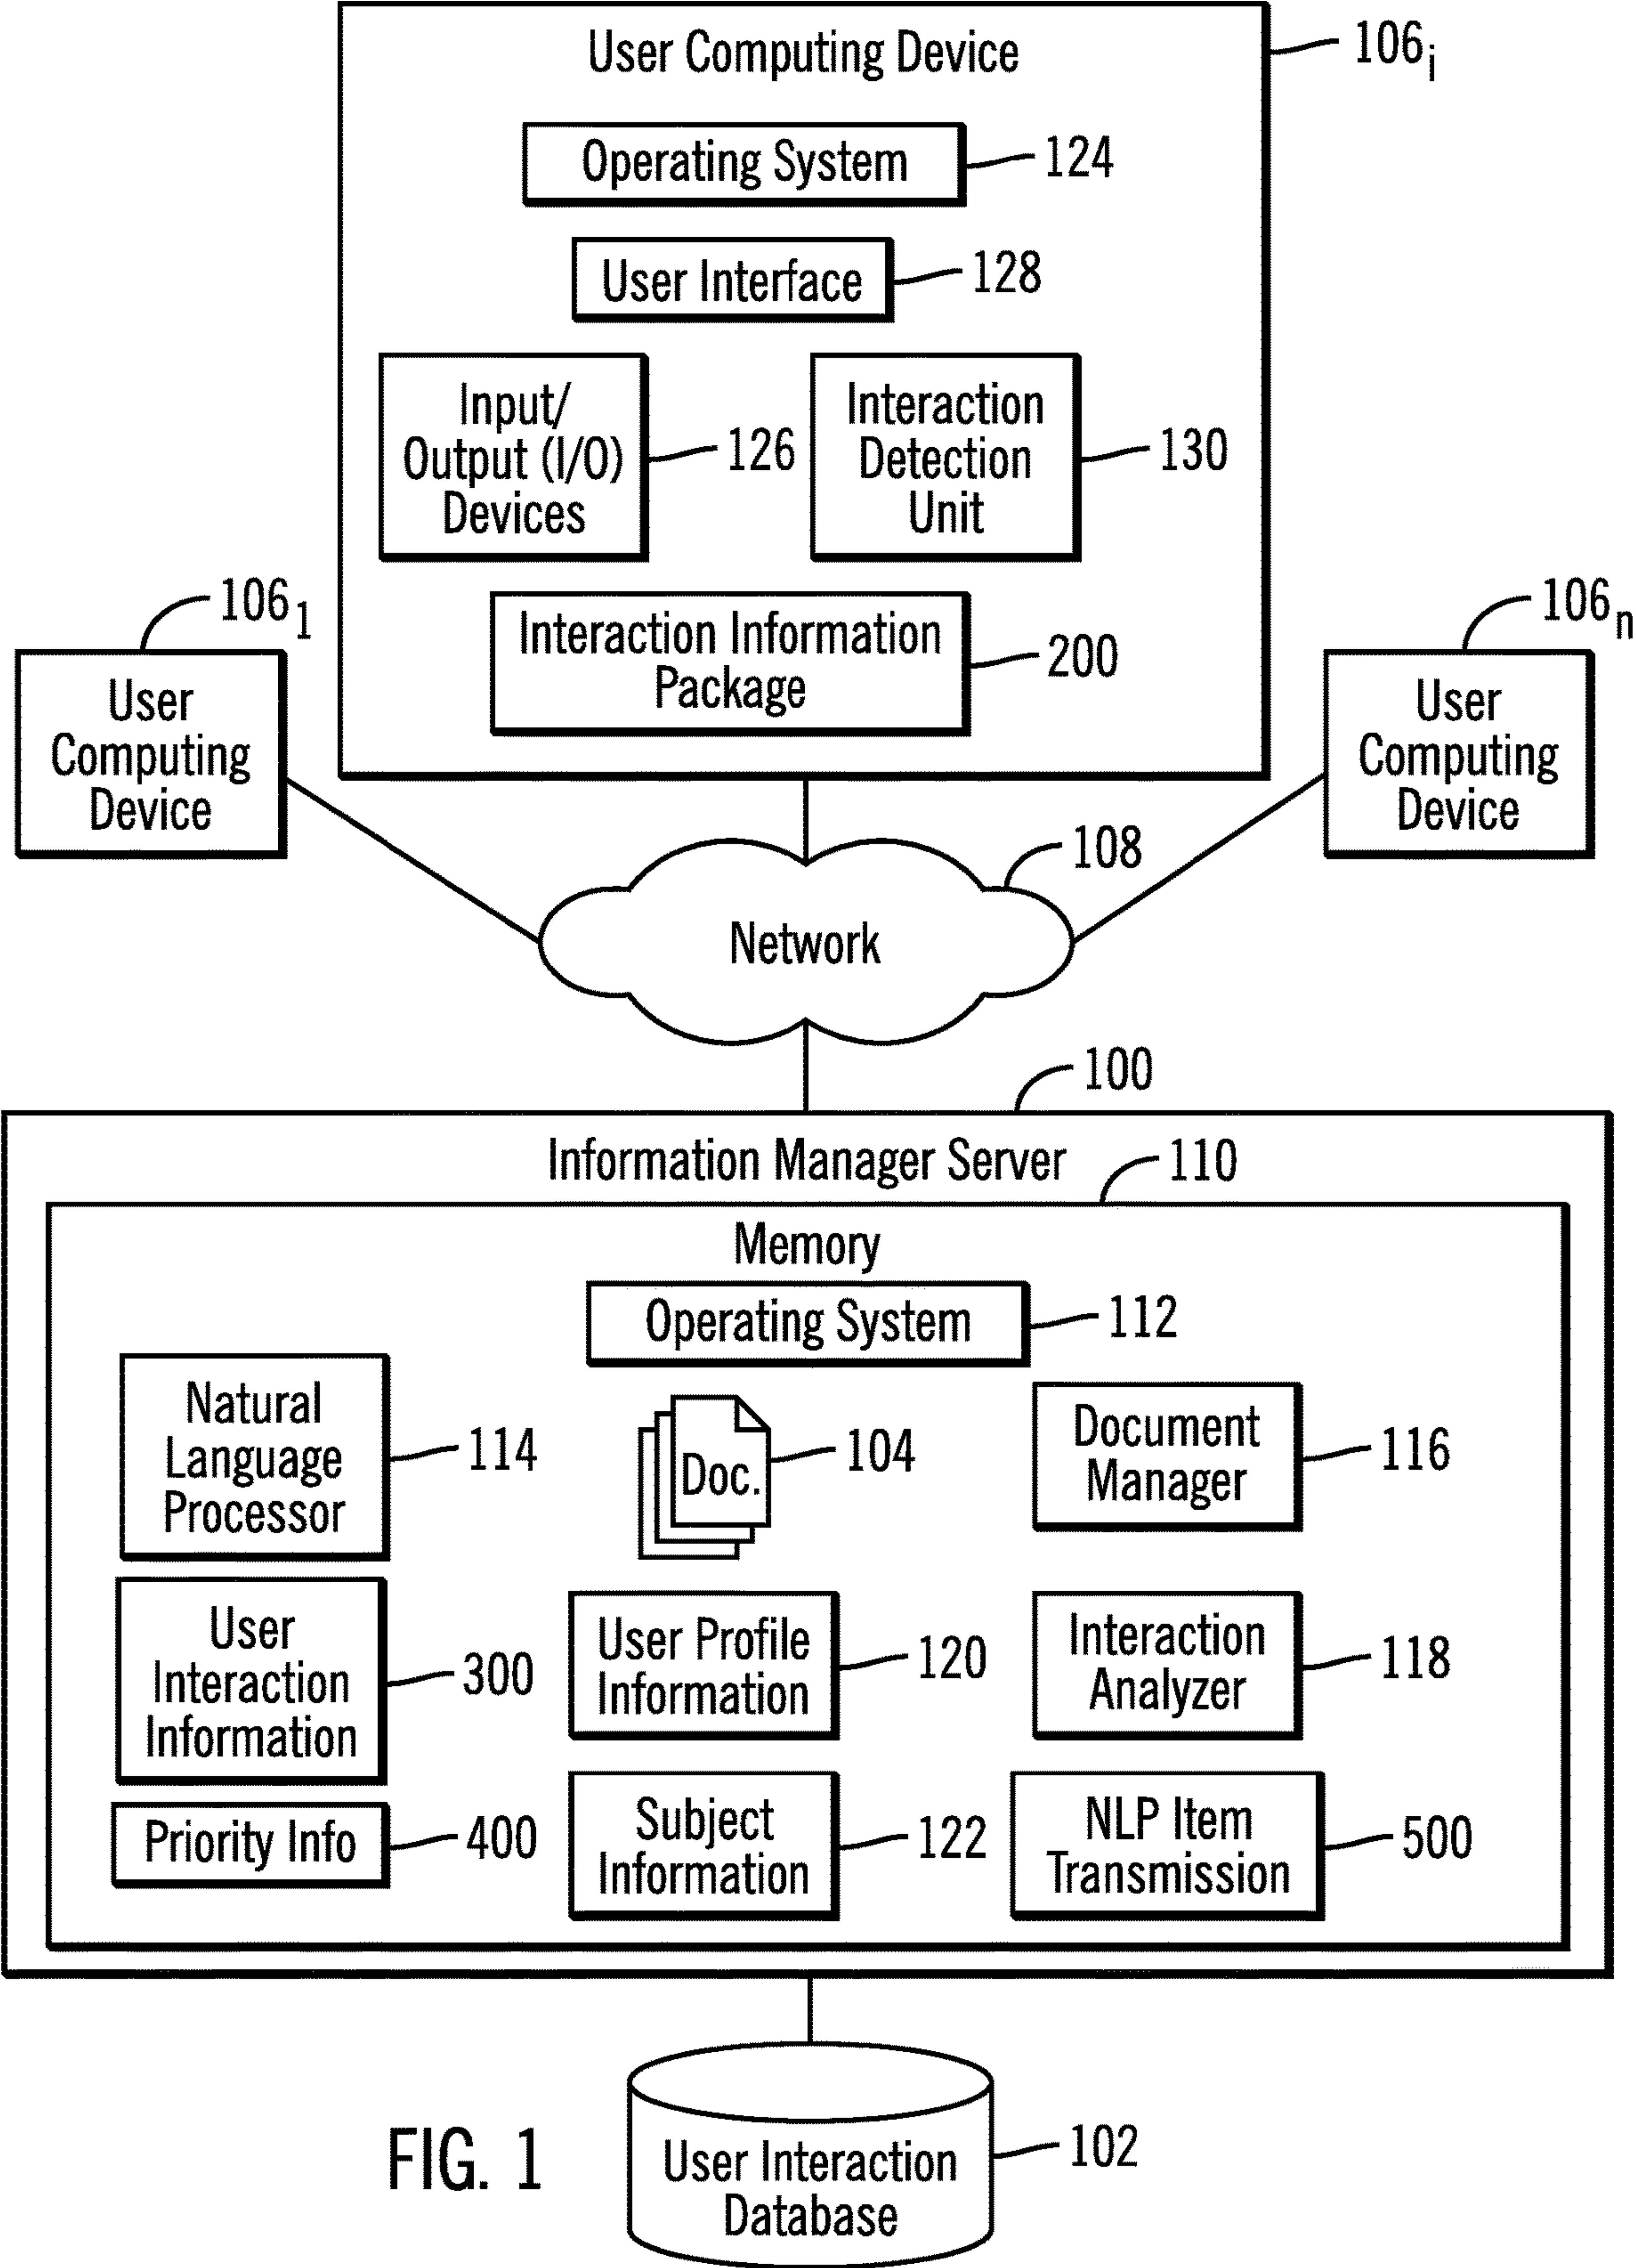 User Computing Device
106i
Operating System
124
User Interface
128
Input/
Output (I/O)
Devices
126
Interaction
Detection
Unit
130
Interaction Information
Package
200
1061
User
Computing
Device
106n
User
Computing
Device
108
Network
100
Information Manager Server
110
Memory
Operating System
112
Natural
Language
Processor
114
Doc.
104
Document
Manager
116
User
Interaction
Information
300
User Profile
Information
120
Interaction
Analyzer
118
Priority Info
400
Subject
Information
122
NLP Item
Transmission
500
User Interaction
Database
102
FIG. 1